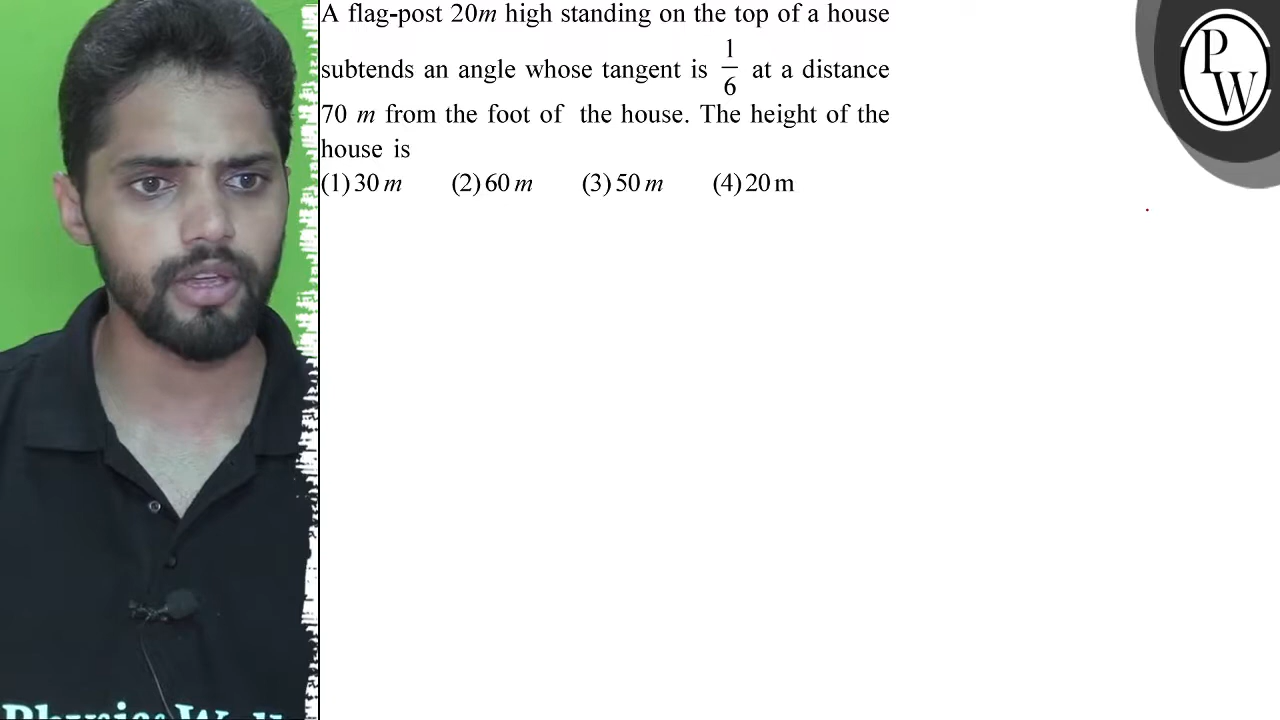 A flag-post 20m high standing on the top of a house
subtends an angle whose tangent is 1/6 at a distance
70 m from the foot of the house. The height of the
house is
(1) 30 m (2) 60 m (3) 50 m (4) 20 m
PW